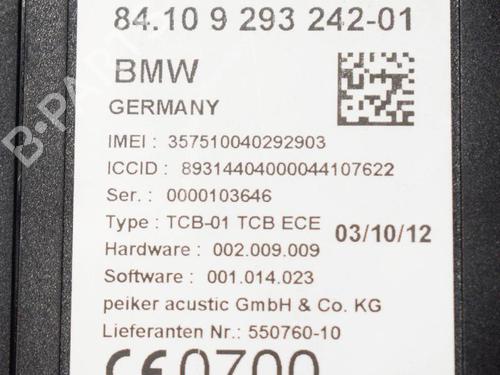 84.10 9 293 242-01
BMW
GERMANY
IMEI : 357510040292903
ICCID : 89314404000044107622
Ser. : 0000103646
Type : TCB-01 TCB ECE
03/10/12
Hardware : 002.009.009
Software : 001.014.023
peiker acustic GmbH & Co. KG
Lieferanten Nr.: 550760-10
CE 0700
B-PARTS